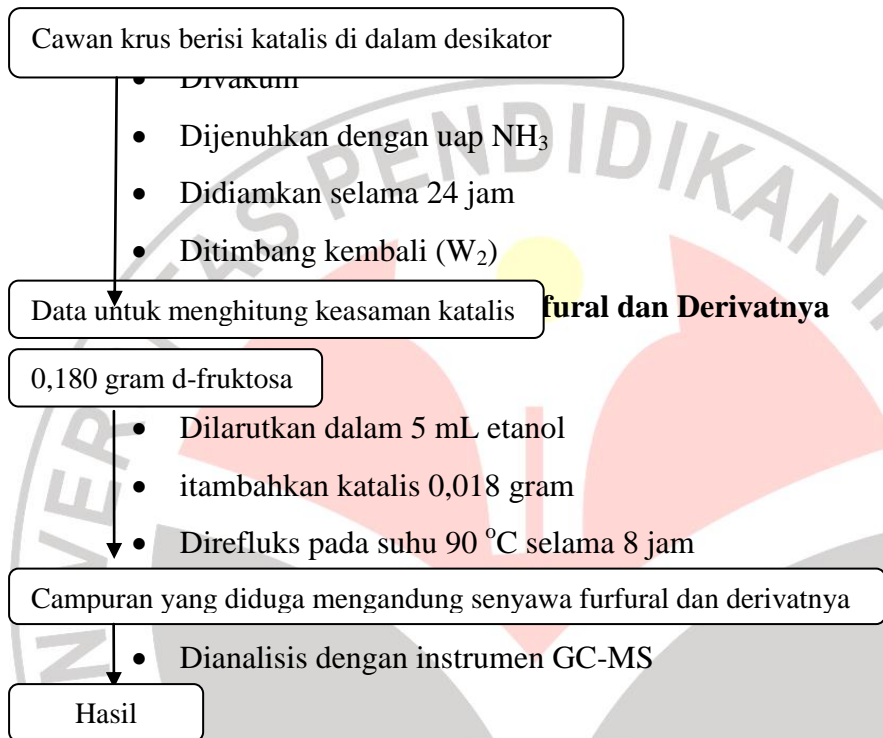 Cawan krus berisi katalis di dalam desikator
• Divakum
• Dijenuhkan dengan uap NH₃
• Didiamkan selama 24 jam
• Ditimbang kembali (W₂)
Data untuk menghitung keasaman katalis fural dan Derivatnya
0,180 gram d-fruktosa
• Dilarutkan dalam 5 mL etanol
• itambahkan katalis 0,018 gram
• Direfluks pada suhu 90 °C selama 8 jam
Campuran yang diduga mengandung senyawa furfural dan derivatnya
• Dianalisis dengan instrumen GC-MS
Hasil
PENDIDIKAN